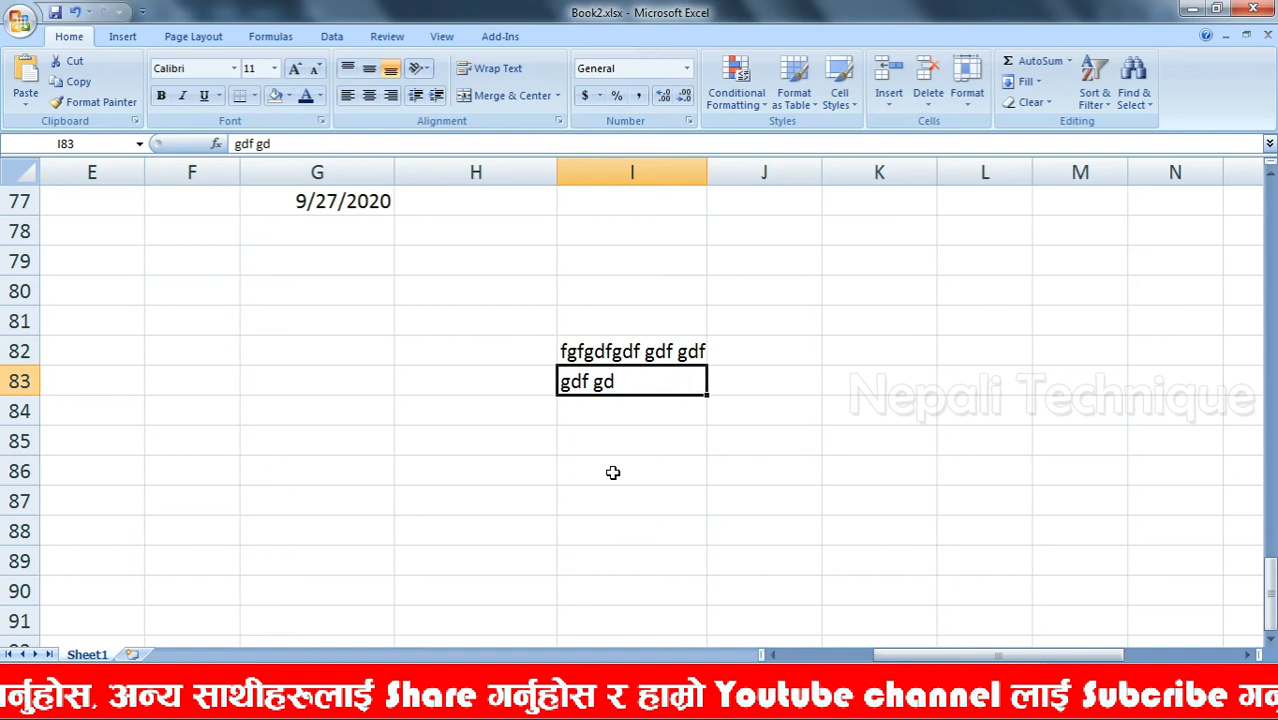 Book2.xlsx - Microsoft Excel
Home Insert Page Layout Formulas Data Review View Add-Ins
Paste
Cut
Copy
Format Painter
Clipboard
Calibri 11
B I U
Font
Wrap Text
Merge & Center
Alignment
General
$ % ,
Number
Conditional Formatting
Format as Table
Cell Styles
Styles
Insert Delete Format
Cells
AutoSum
Fill
Clear
Sort & Filter
Find & Select
Editing
I83 fx gdf gd
E F G H I J K L M N
77 9/27/2020
78
79
80
81
82 fgfgdfgdf gdf gdf
83 gdf gd
Nepali Technique
84
85
86
87
88
89
90
91
Sheet1
गर्नुहोस, अन्य साथीहरुलाई Share गर्नुहोस र हाम्रो Youtube channel लाई Subcribe